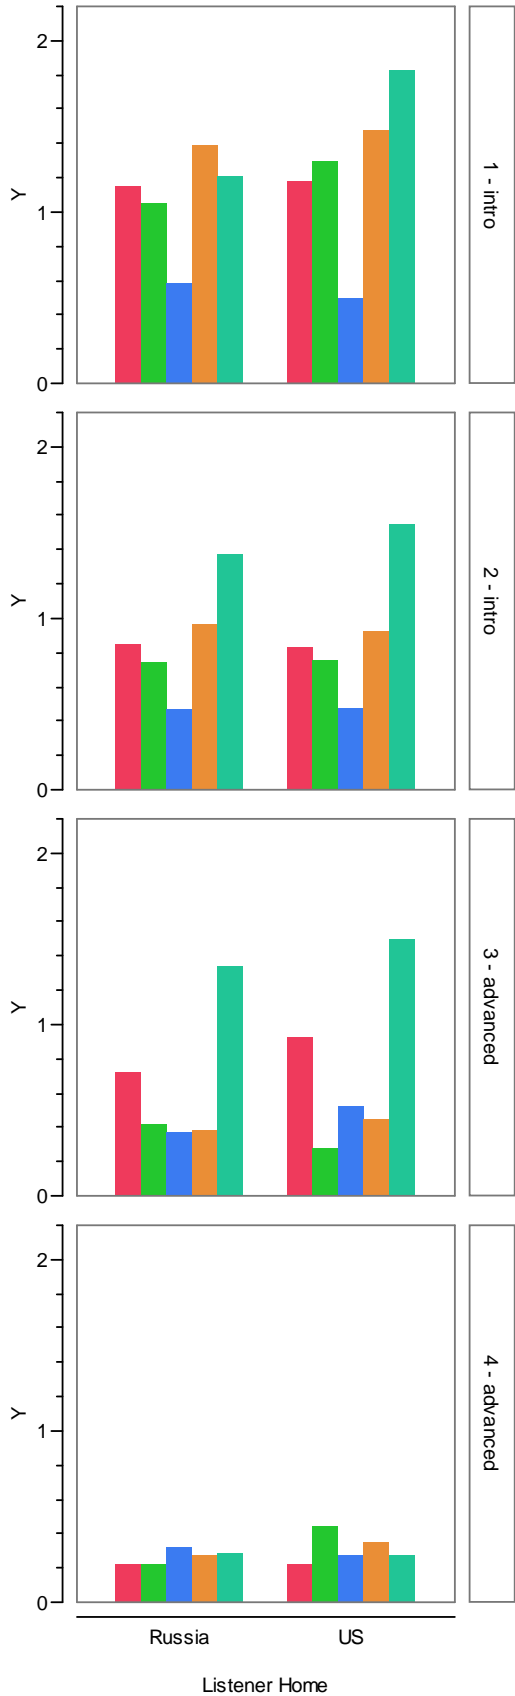 2
1
0
Y
1 - intro
2
1
0
Y
2 - intro
2
1
0
Y
3 - advanced
2
1
0
Y
4 - advanced
Russia US
Listener Home